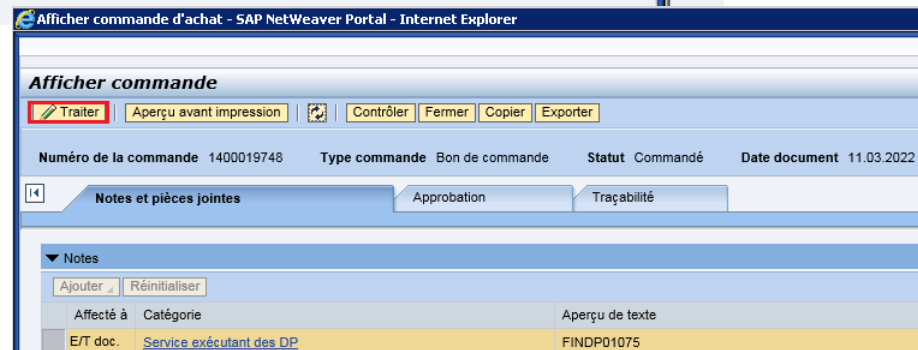 Afficher commande d'achat - SAP NetWeaver Portal - Internet Explorer
Afficher commande
Traiter Aperçu avant impression Contrôler Fermer Copier Exporter
Numéro de la commande 1400019748 Type commande Bon de commande Statut Commandé Date document 11.03.2022
Notes et pièces jointes Approbation Traçabilité
Notes
Ajouter Réinitialiser
Affecté à Catégorie Aperçu de texte
E/T doc. Service exécutant des DP FINDP01075